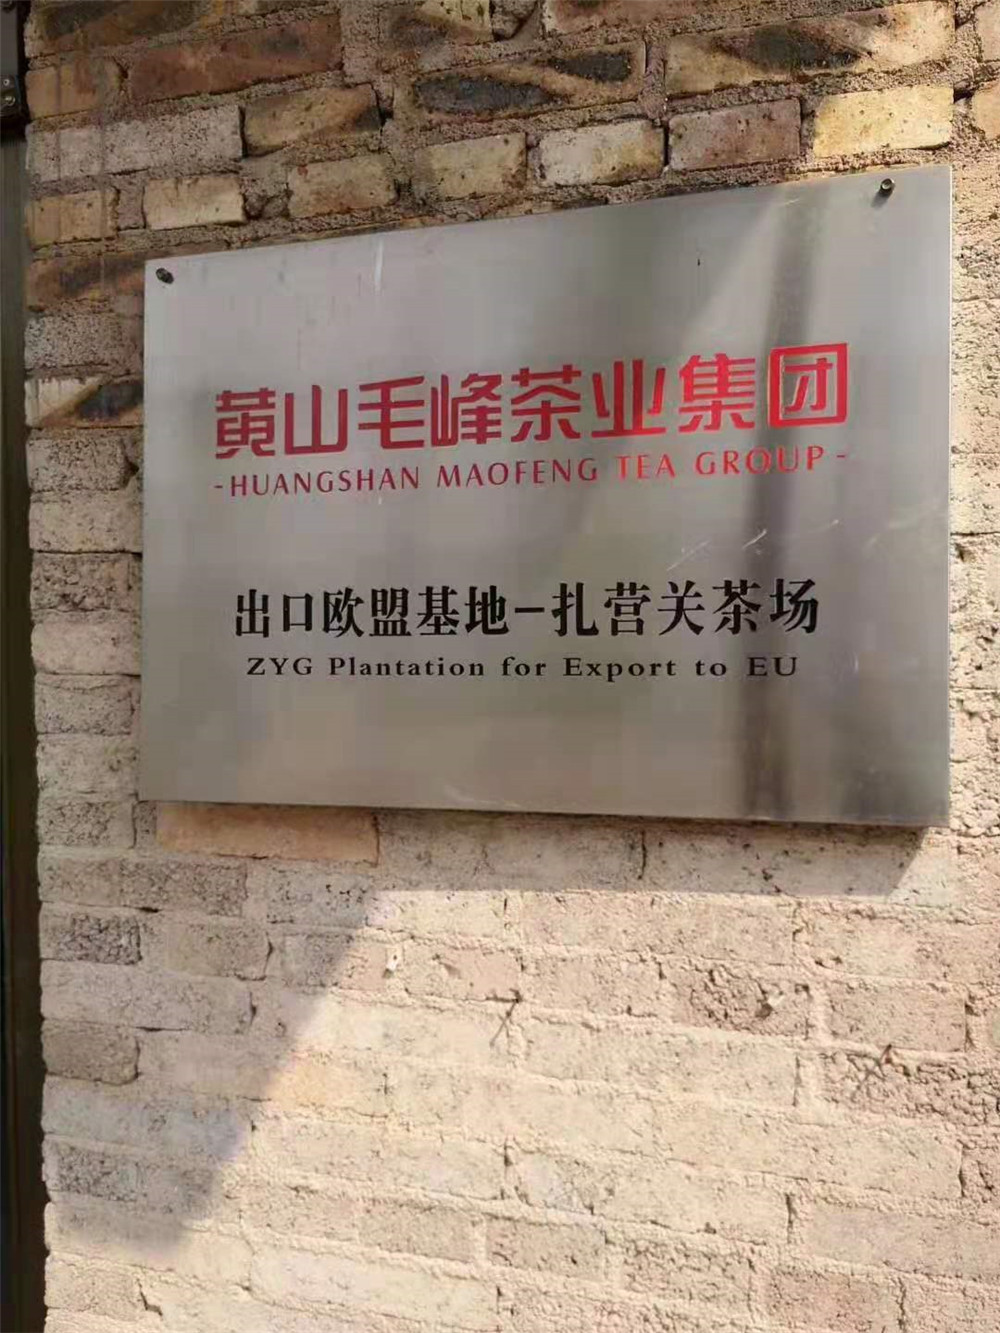 黄山毛峰茶业集团
-HUANGSHAN MAOFENG TEA GROUP-
出口欧盟基地-扎营关茶场
ZYG Plantation for Export to EU